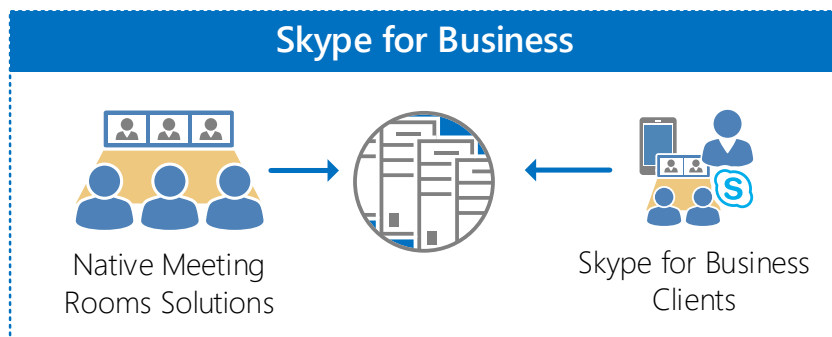 Skype for Business
S
Native Meeting
Rooms Solutions
Skype for Business
Clients